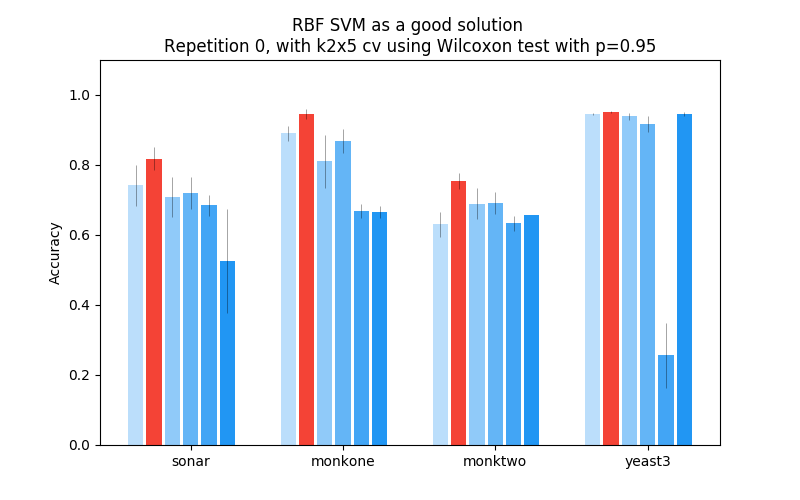 RBF SVM as a good solution
Repetition 0, with k2x5 cv using Wilcoxon test with p=0.95
1.0
0.8
0.6
0.4
0.2
0.0
Accuracy
sonar
monkone
monktwo
yeast3